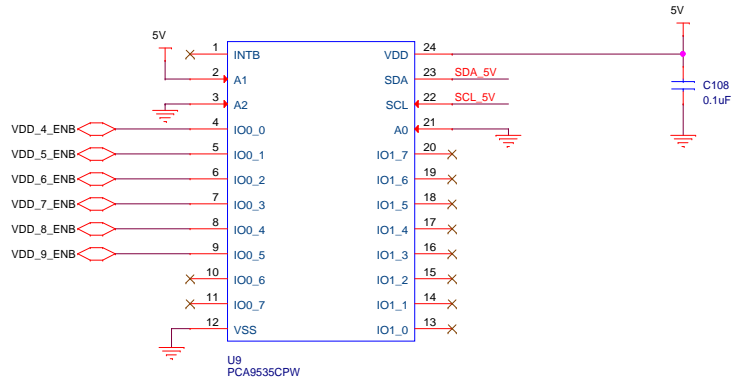 5V
5V
1 INTB VDD 24
2 A1 SDA 23 SDA_5V
3 A2 SCL 22 SCL_5V
C108
0.1uF
VDD_4_ENB 4 IO0_0 A0 21
VDD_5_ENB 5 IO0_1 IO1_7 20
VDD_6_ENB 6 IO0_2 IO1_6 19
VDD_7_ENB 7 IO0_3 IO1_5 18
VDD_8_ENB 8 IO0_4 IO1_4 17
VDD_9_ENB 9 IO0_5 IO1_3 16
10 IO0_6 IO1_2 15
11 IO0_7 IO1_1 14
12 VSS IO1_0 13
U9
PCA9535CPW